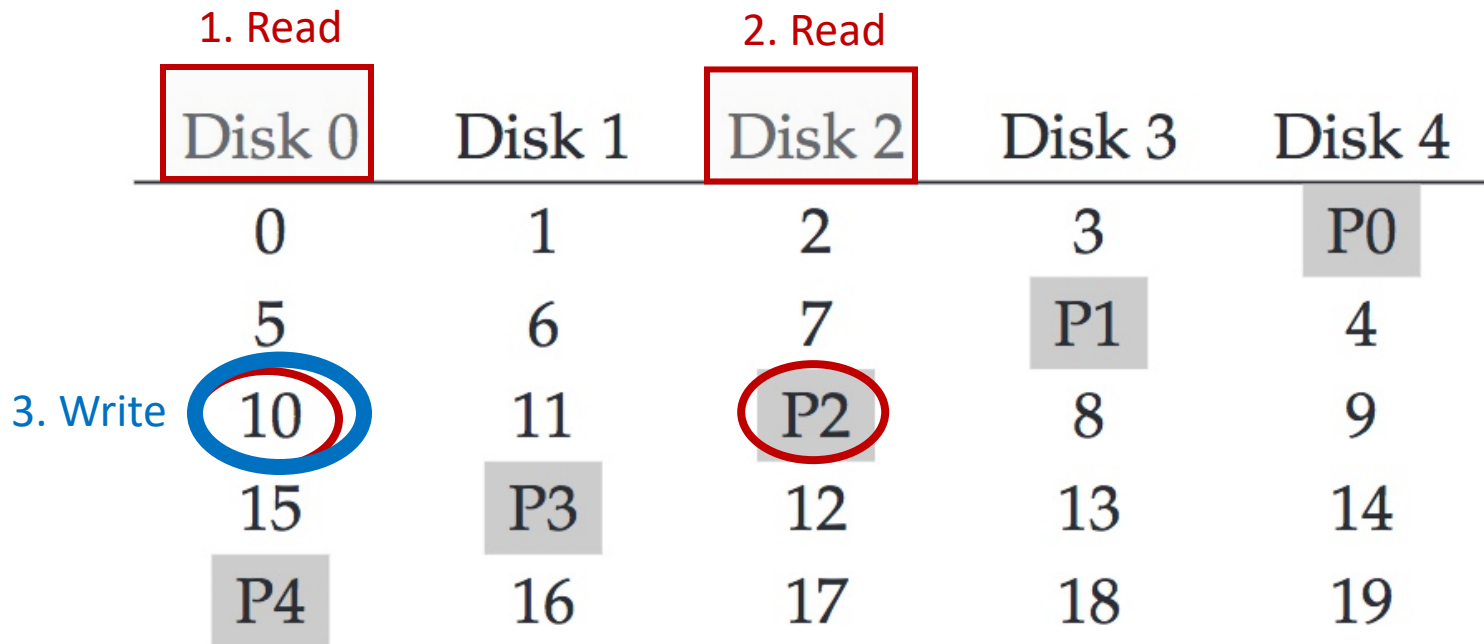 1. Read 2. Read
Disk 0 Disk 1 Disk 2 Disk 3 Disk 4
0 1 2 3 P0
5 6 7 P1 4
3. Write 10 11 P2 8 9
15 P3 12 13 14
P4 16 17 18 19